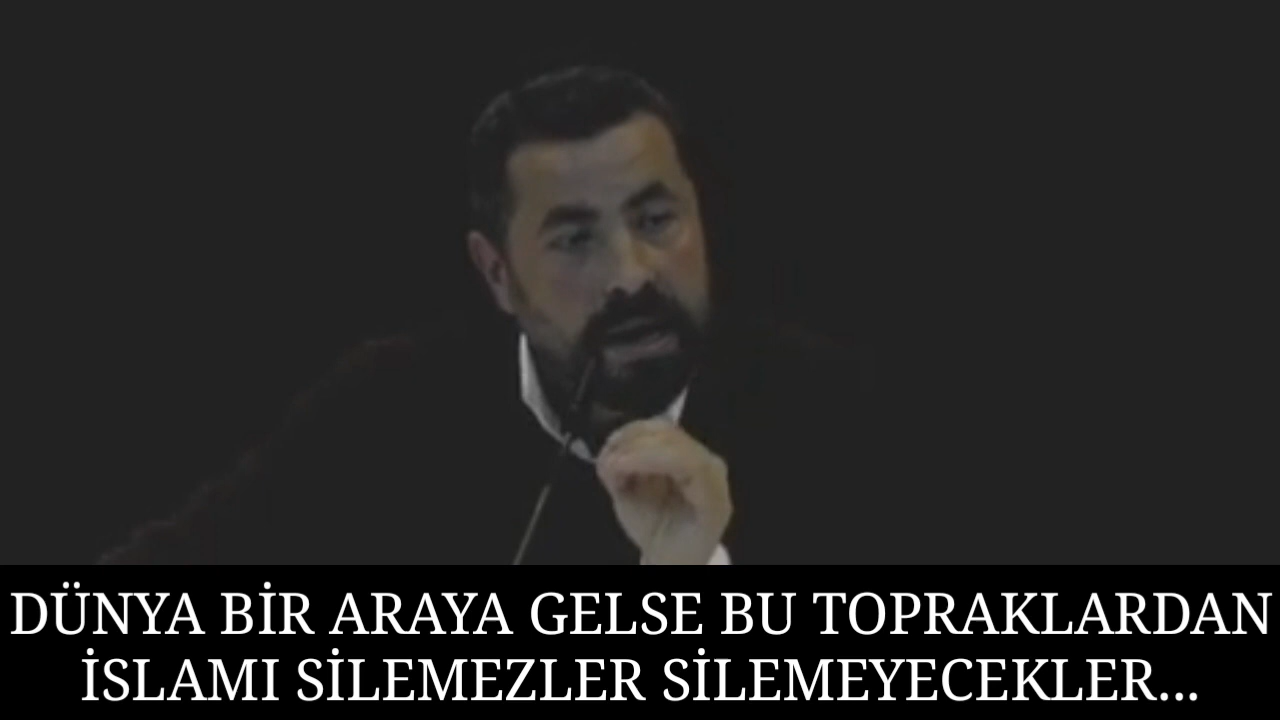 DÜNYA BİR ARAYA GELSE BU TOPRAKLARDAN
İSLAMI SİLEMEZLER SİLEMEYECEKLER...